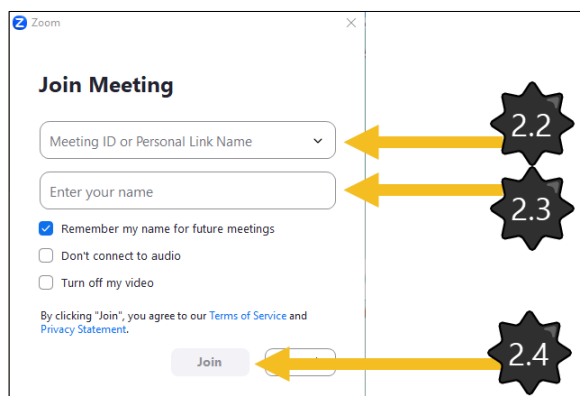 Zoom
Join Meeting
Meeting ID or Personal Link Name
2.2
Enter your name
2.3
Remember my name for future meetings
Don't connect to audio
Turn off my video
By clicking "Join", you agree to our Terms of Service and
Privacy Statement.
Join
2.4